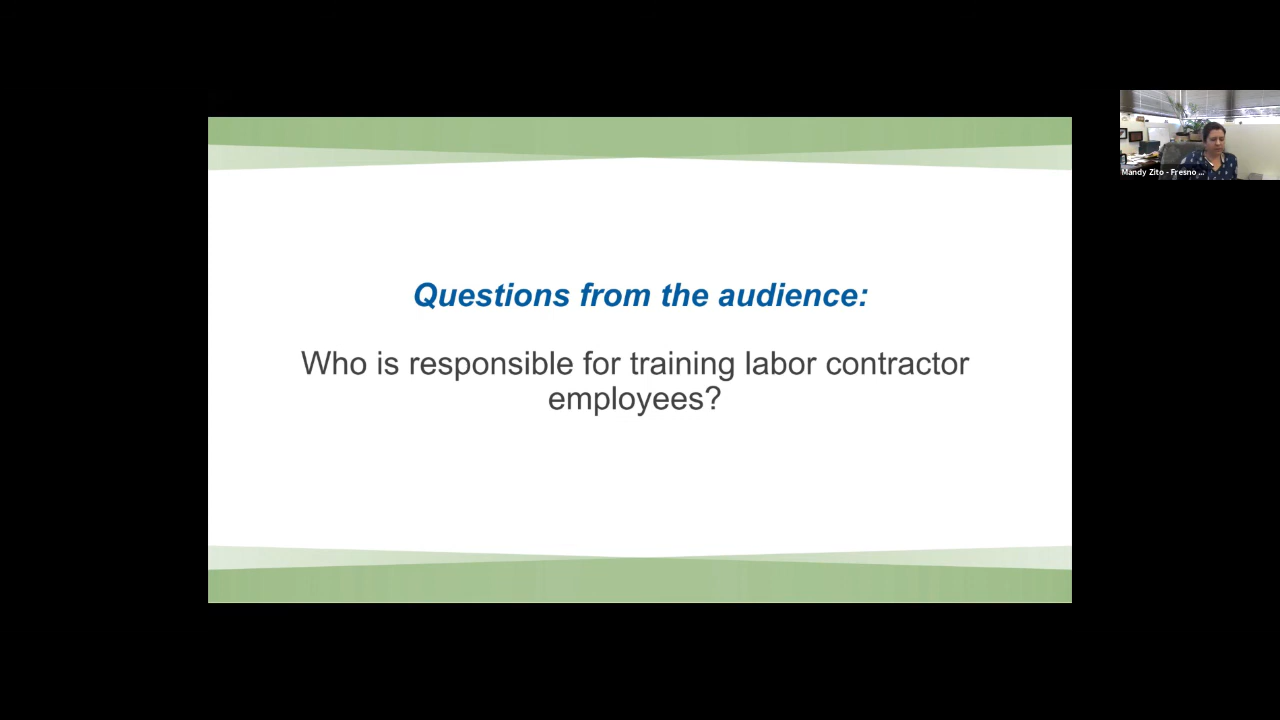 Questions from the audience:
Who is responsible for training labor contractor
employees?
Mandy Zito - Fresno ...